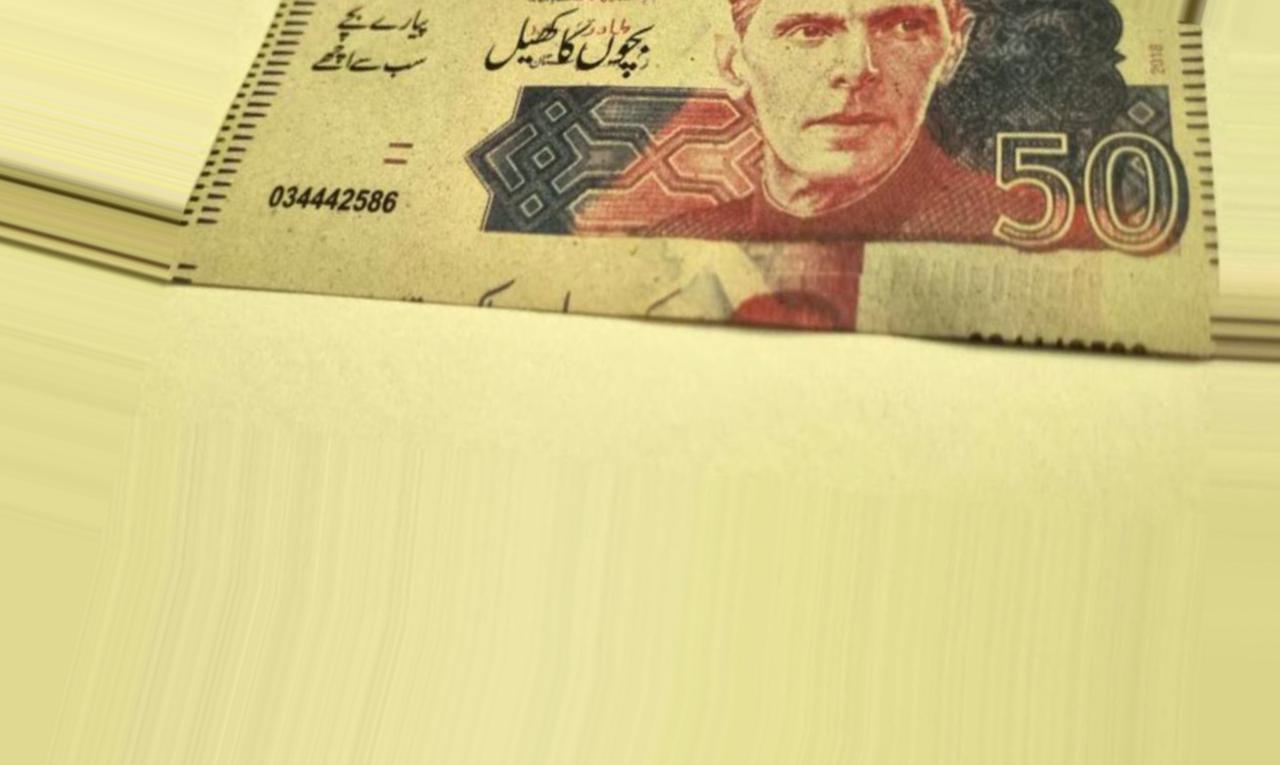 پیارے بچے
سب سے اچھے
بچوں کا کھیل
2018
50
034442586